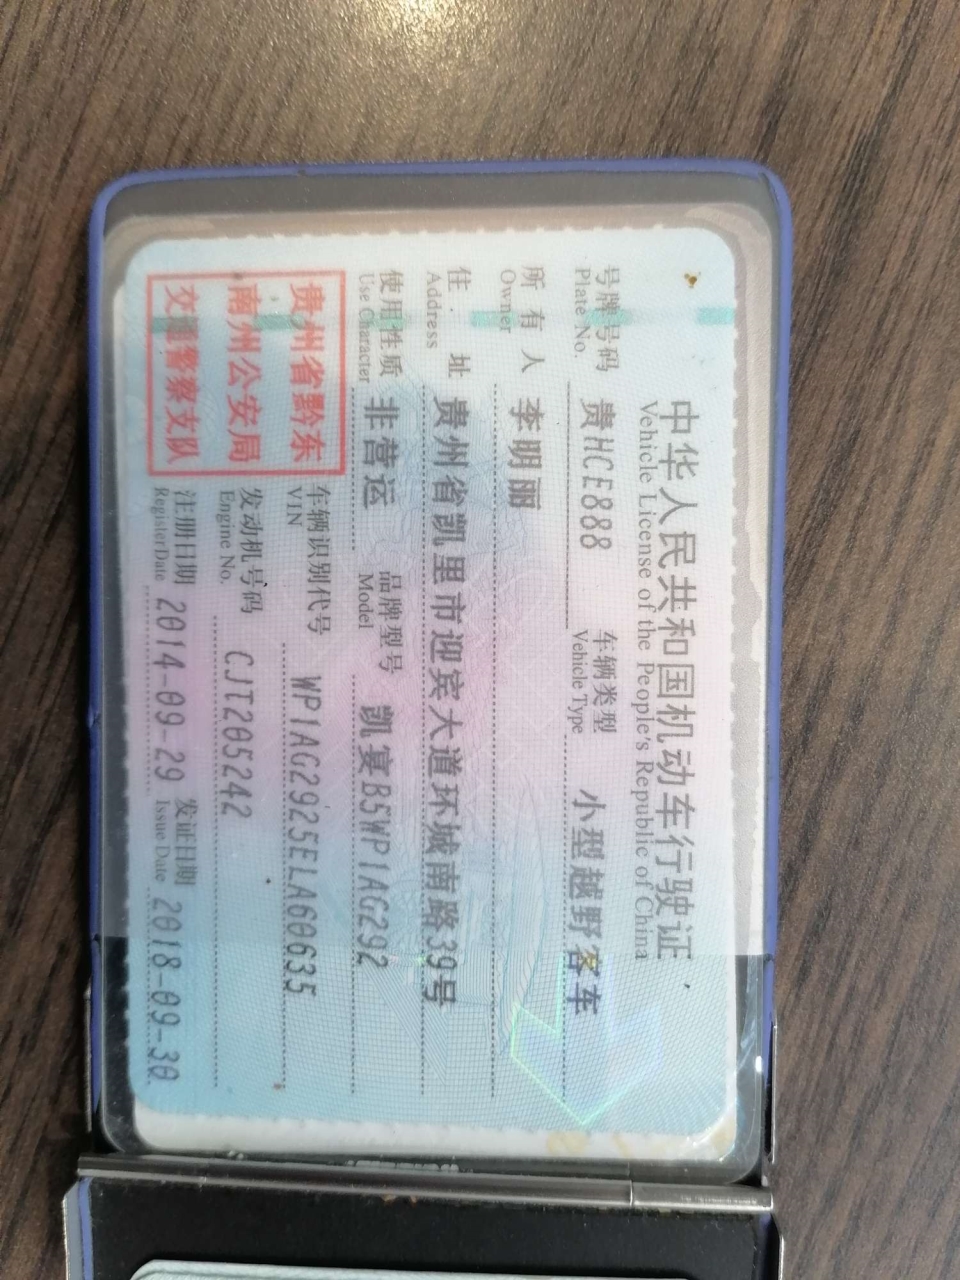 中华人民共和国机动车行驶证
Vehicle License of the People's Republic of China
号牌号码 贵HCE888 车辆类型 小型越野客车
Plate No. Vehicle Type
所有人 李明丽
Owner
住址 贵州省凯里市迎宾大道环城南路39号
Address
使用性质 非营运 品牌型号 凯宴B5WP1AG292
Use Character Model
贵州省黔东
南州公安局
交通警察支队
车辆识别代号 WP1AG2925ELA60635
VIN
发动机号码 CJT205242
Engine No.
注册日期 2014-09-29 发证日期 2018-09-30
Register Date Issue Date